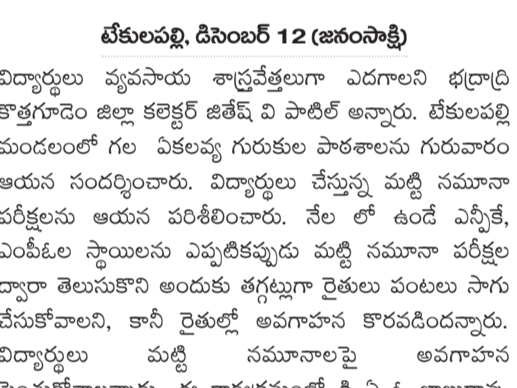 టేకులపల్లి, డిసెంబర్ 12 (జనంసాక్షి)
విద్యార్థులు వ్యవసాయ శాస్త్రవేత్తలుగా ఎదగాలని భద్రాద్రి
కొత్తగూడెం జిల్లా కలెక్టర్ జితేష్ వి పాటిల్ అన్నారు. టేకులపల్లి
మండలంలో గల ఏకలవ్య గురుకుల పాఠశాలను గురువారం
ఆయన సందర్శించారు. విద్యార్థులు చేస్తున్న మట్టి నమూనా
పరీక్షలను ఆయన పరిశీలించారు. నేల లో ఉండే ఎన్పీకే,
ఎంపీఓల స్థాయిలను ఎప్పటికప్పుడు మట్టి నమూనా పరీక్షల
ద్వారా తెలుసుకొని అందుకు తగ్గట్లుగా రైతులు పంటలు సాగు
చేసుకోవాలని, కానీ రైతుల్లో అవగాహన కొరవడిందన్నారు.
విద్యార్థులు మట్టి నమూనాలపై అవగాహన